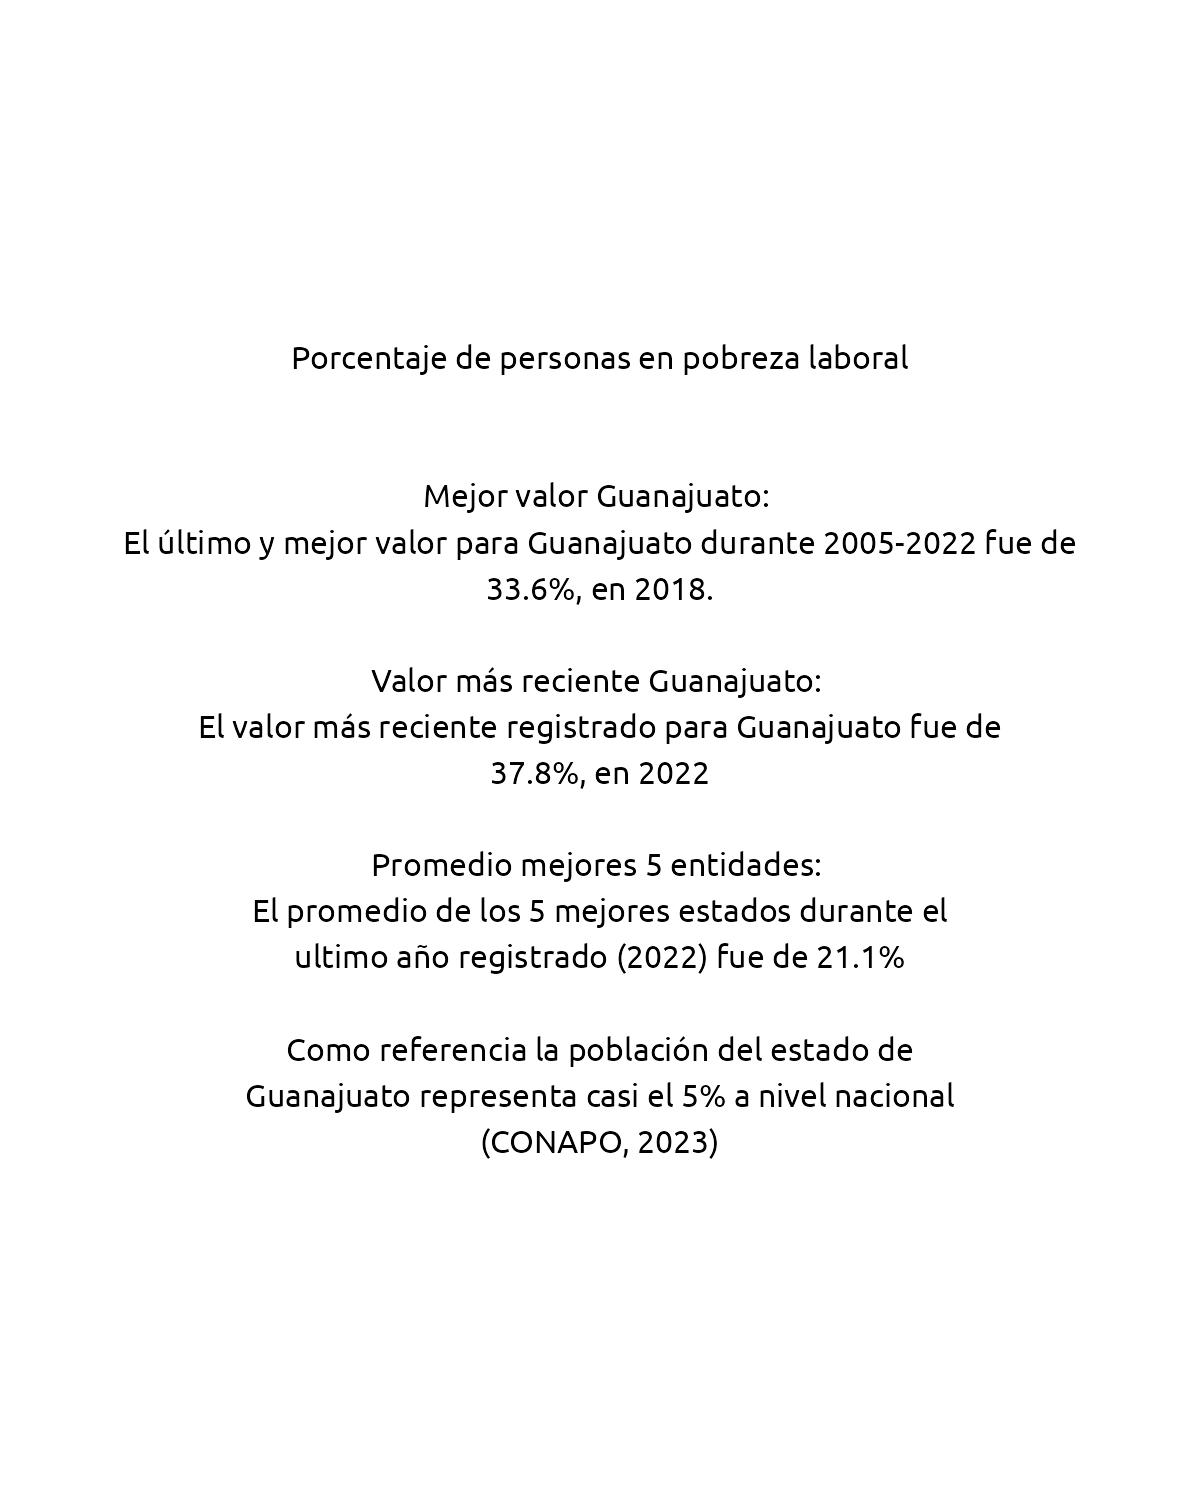 Porcentaje de personas en pobreza laboral
Mejor valor Guanajuato:
El último y mejor valor para Guanajuato durante 2005-2022 fue de
33.6%, en 2018.
Valor más reciente Guanajuato:
El valor más reciente registrado para Guanajuato fue de
37.8%, en 2022
Promedio mejores 5 entidades:
El promedio de los 5 mejores estados durante el
ultimo año registrado (2022) fue de 21.1%
Como referencia la población del estado de
Guanajuato representa casi el 5% a nivel nacional
(CONAPO, 2023)